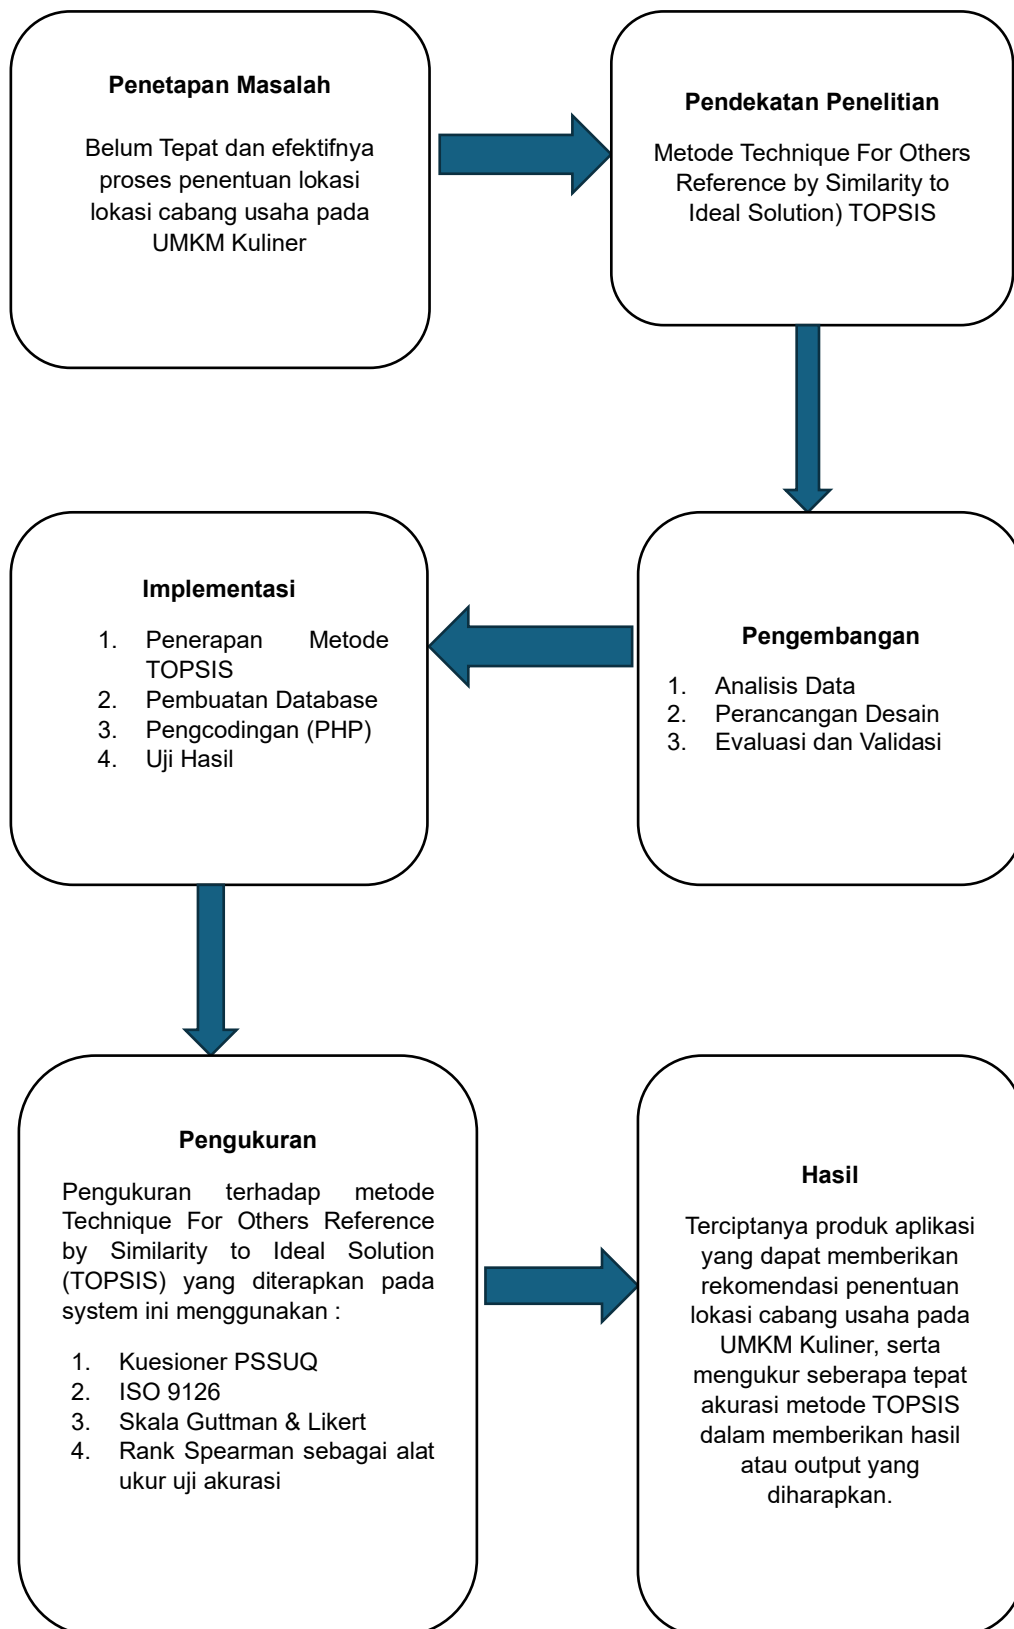 Penetapan Masalah
Belum Tepat dan efektifnya
proses penentuan lokasi
lokasi cabang usaha pada
UMKM Kuliner
Pendekatan Penelitian
Metode Technique For Others
Reference by Similarity to
Ideal Solution) TOPSIS
Pengembangan
1. Analisis Data
2. Perancangan Desain
3. Evaluasi dan Validasi
Implementasi
1. Penerapan Metode
TOPSIS
2. Pembuatan Database
3. Pengcodingan (PHP)
4. Uji Hasil
Pengukuran
Pengukuran terhadap metode
Technique For Others Reference
by Similarity to Ideal Solution
(TOPSIS) yang diterapkan pada
system ini menggunakan :
1. Kuesioner PSSUQ
2. ISO 9126
3. Skala Guttman & Likert
4. Rank Spearman sebagai alat
ukur uji akurasi
Hasil
Terciptanya produk aplikasi
yang dapat memberikan
rekomendasi penentuan
lokasi cabang usaha pada
UMKM Kuliner, serta
mengukur seberapa tepat
akurasi metode TOPSIS
dalam memberikan hasil
atau output yang
diharapkan.